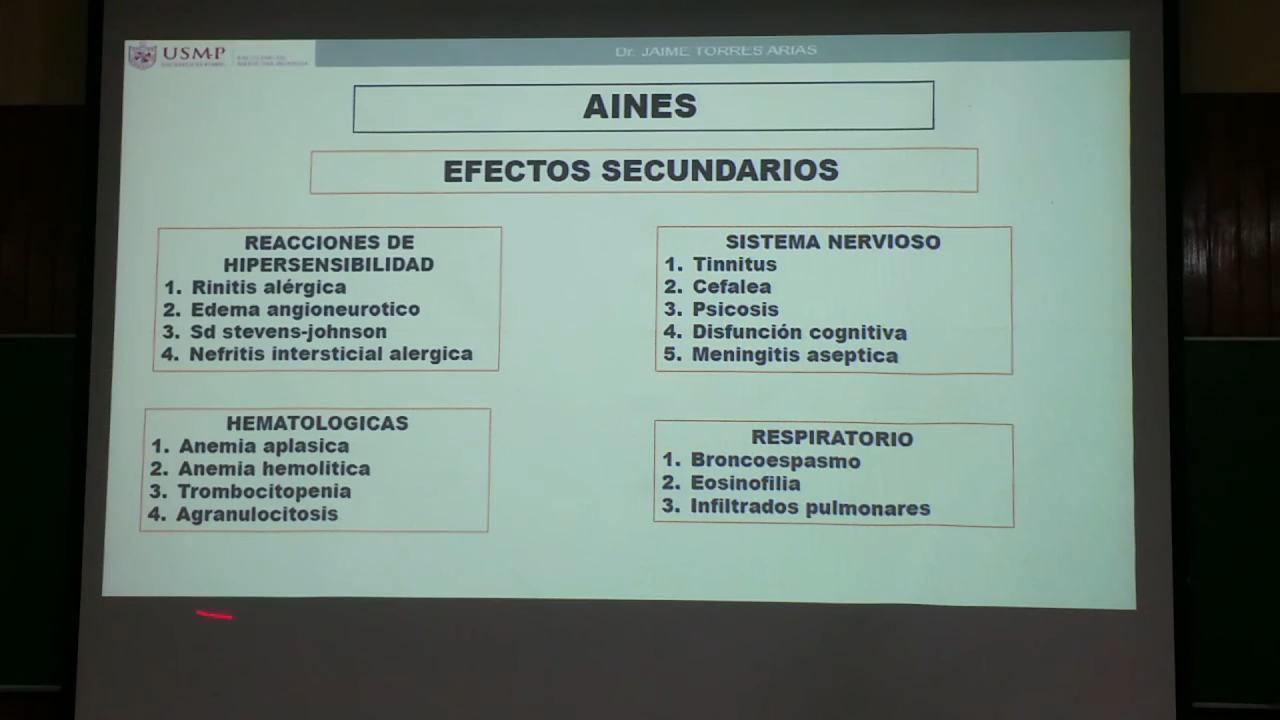 USMP
Dr. JAIME TORRES ARIAS
AINES
EFECTOS SECUNDARIOS
REACCIONES DE
HIPERSENSIBILIDAD
1. Rinitis alérgica
2. Edema angioneurotico
3. Sd stevens-johnson
4. Nefritis intersticial alergica
SISTEMA NERVIOSO
1. Tinnitus
2. Cefalea
3. Psicosis
4. Disfunción cognitiva
5. Meningitis aseptica
HEMATOLOGICAS
1. Anemia aplasica
2. Anemia hemolitica
3. Trombocitopenia
4. Agranulocitosis
RESPIRATORIO
1. Broncoespasmo
2. Eosinofilia
3. Infiltrados pulmonares